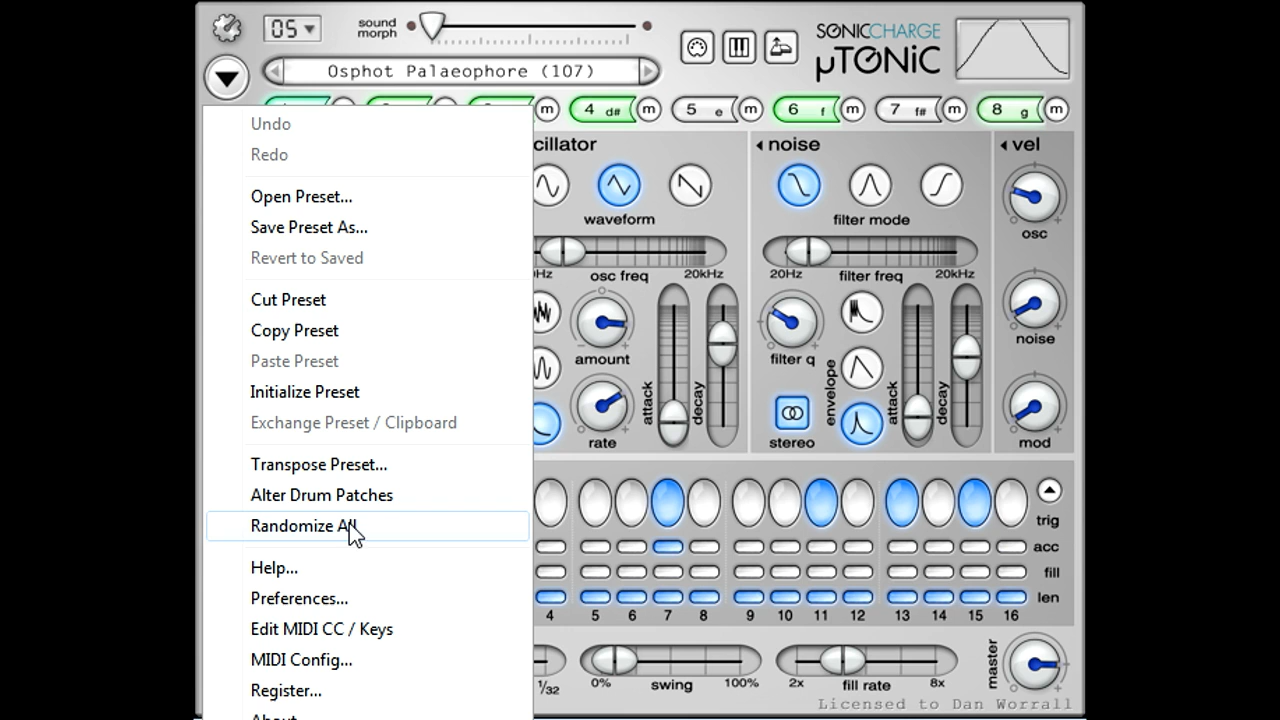 05
sound
morph
SONICCHARGE
µTONIC
Osphot Palaeophore (107)
m
4 d# m
5 e m
6 f m
7 f# m
8 g m
Undo
Redo
Open Preset...
Save Preset As...
Revert to Saved
Cut Preset
Copy Preset
Paste Preset
Initialize Preset
Exchange Preset / Clipboard
Transpose Preset...
Alter Drum Patches
Randomize All
Help...
Preferences...
Edit MIDI CC / Keys
MIDI Config...
Register...
About
cillator
waveform
Hz osc freq 20kHz
amount
rate
attack
decay
noise
filter mode
20Hz filter freq 20kHz
filter q
stereo
envelope
attack
decay
vel
osc
noise
mod
trig
acc
fill
len
4 5 6 7 8 9 10 11 12 13 14 15 16
1/32
0% swing 100%
2x fill rate 8x
master
Licensed to Dan Worrall